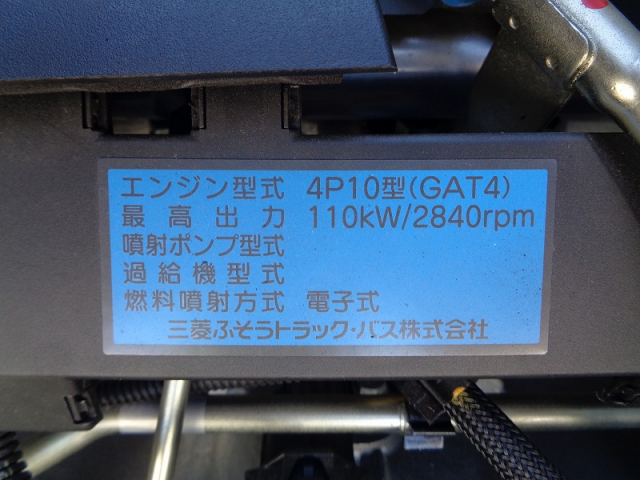 エンジン型式 4P10型(GAT4)
最高出力 110kW/2840rpm
噴射ポンプ型式
過給機型式
燃料噴射方式 電子式
三菱ふそうトラック・バス株式会社